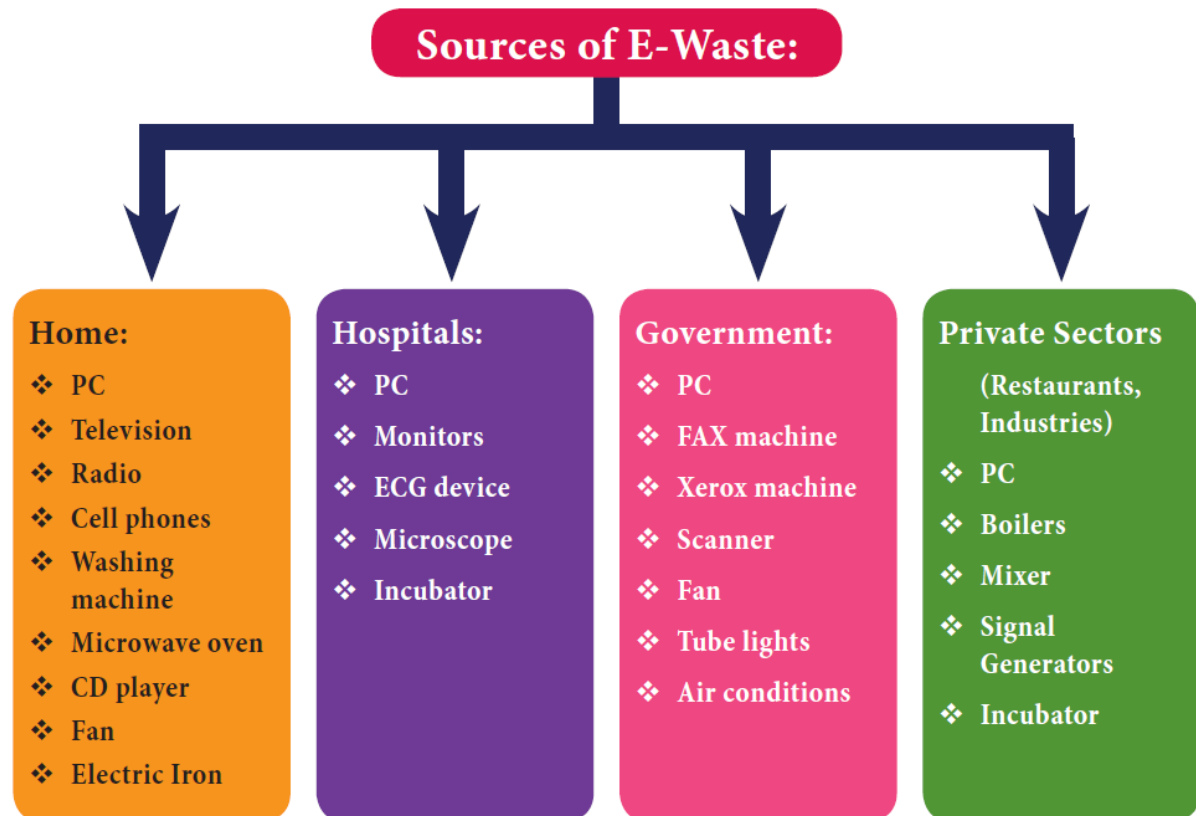 Sources of E-Waste:
Home:
❖ PC
❖ Television
❖ Radio
❖ Cell phones
❖ Washing
machine
❖ Microwave oven
❖ CD player
❖ Fan
❖ Electric Iron
Hospitals:
❖ PC
❖ Monitors
❖ ECG device
❖ Microscope
❖ Incubator
Government:
❖ PC
❖ FAX machine
❖ Xerox machine
❖ Scanner
❖ Fan
❖ Tube lights
❖ Air conditions
Private Sectors
(Restaurants,
Industries)
❖ PC
❖ Boilers
❖ Mixer
❖ Signal
Generators
❖ Incubator